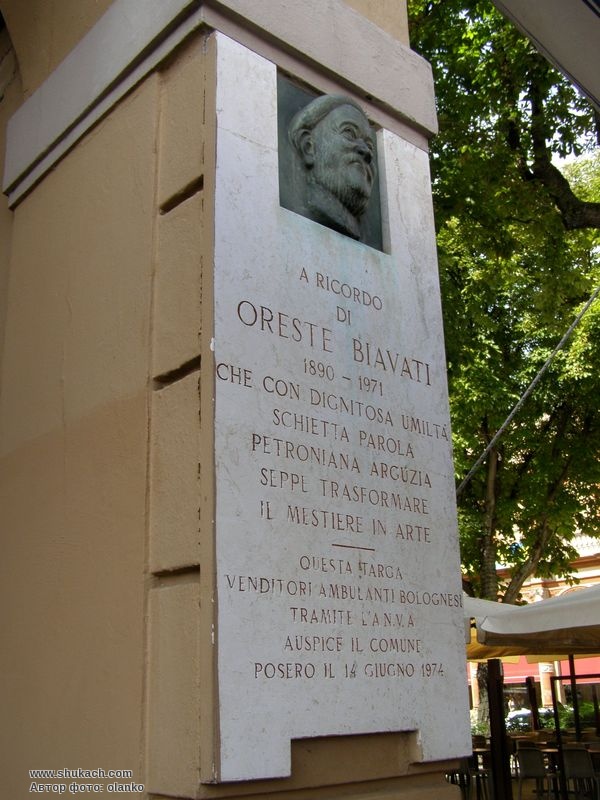 A RICORDO
DI
ORESTE BIAVATI
1890 - 1971
CHE CON DIGNITOSA UMILTÀ
SCHIETTA PAROLA
PETRONIANA ARGUZIA
SEPPE TRASFORMARE
IL MESTIERE IN ARTE
QUESTA TARGA
VENDITORI AMBULANTI BOLOGNESI
TRAMITE L'A.N.V.A.
AUSPICE IL COMUNE
POSERO IL 14 GIUGNO 1974
www.shukach.com
Автор фото: olanko